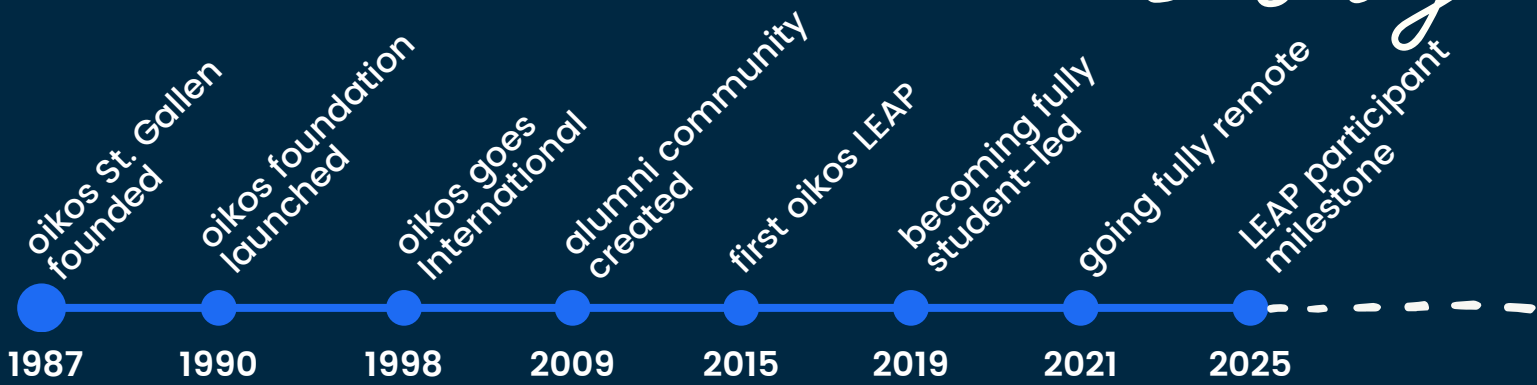 oikos St. Gallen
founded
oikos foundation
launched
oikos goes
International
alumni community
created
first oikos LEAP
becoming fully
student-led
going fully remote
LEAP participant
milestone
1987
1990
1998
2009
2015
2019
2021
2025